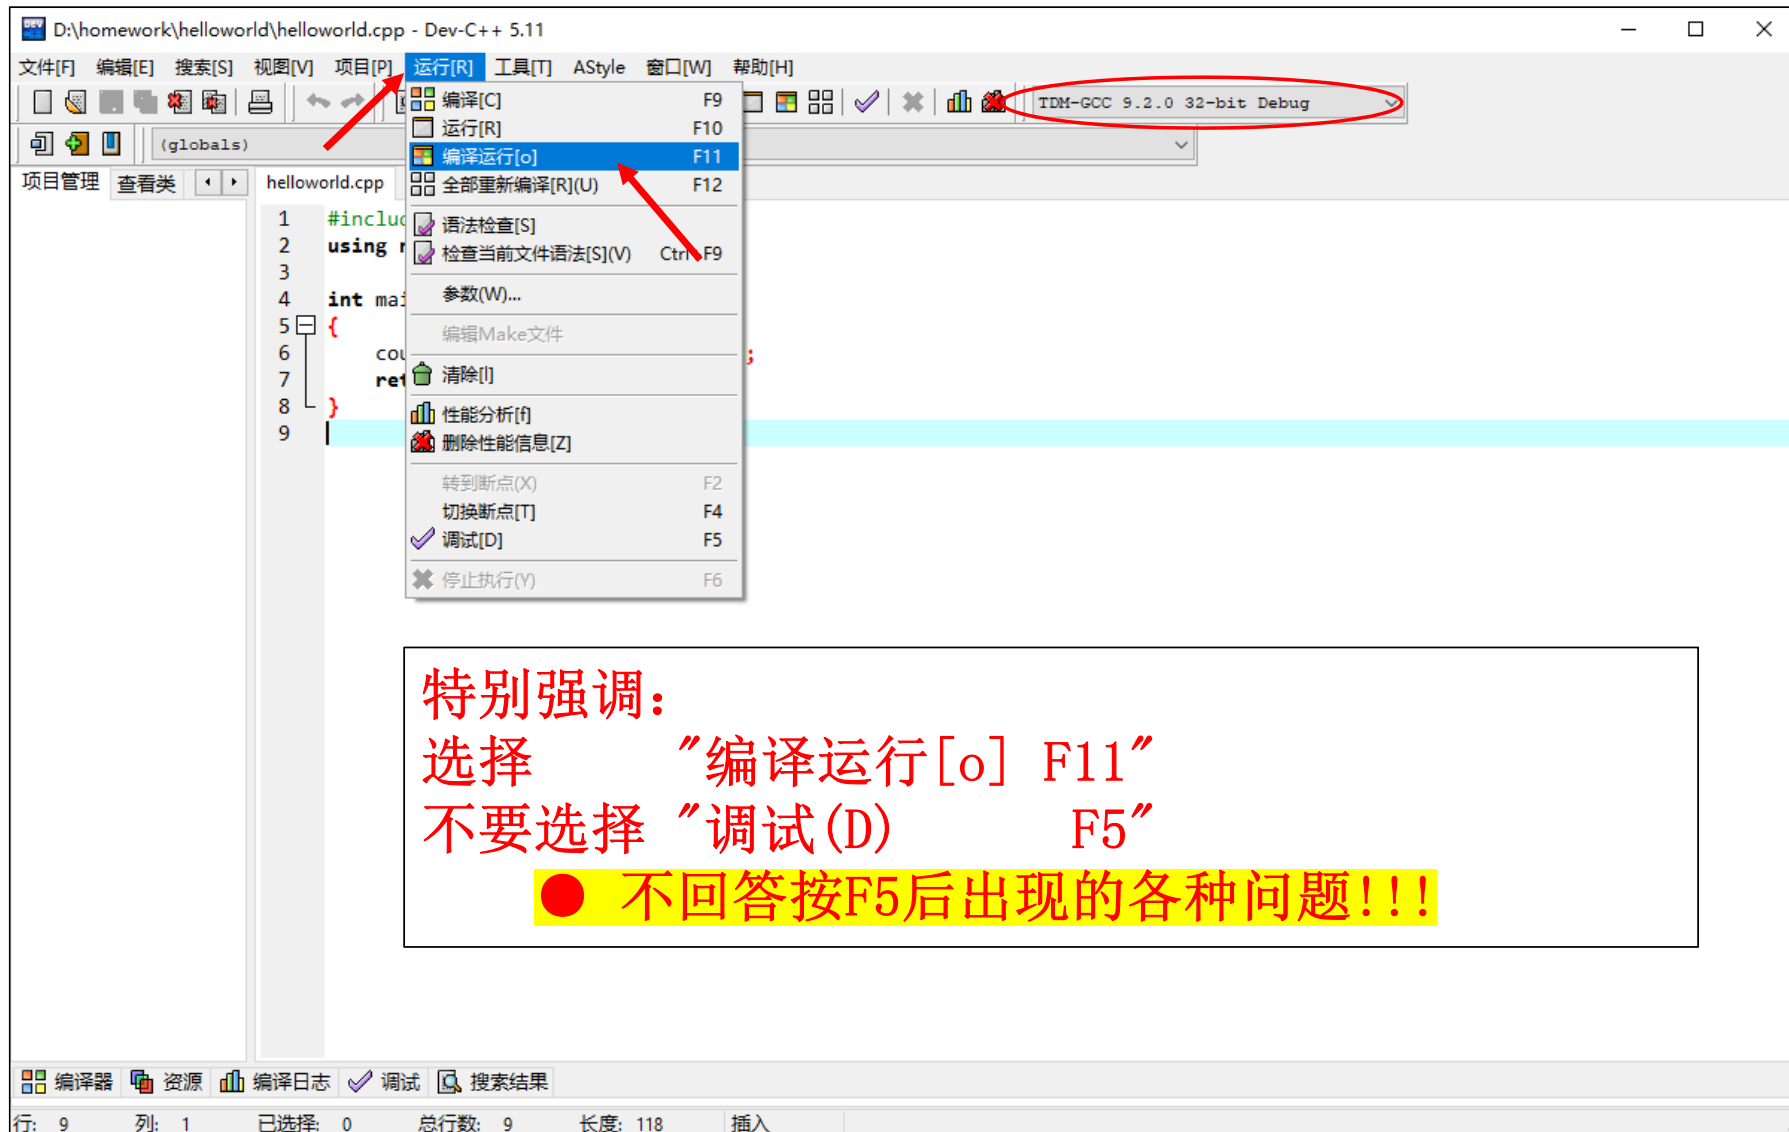 D:\homework\helloworld\helloworld.cpp - Dev-C++ 5.11
文件[F] 编辑[E] 搜索[S] 视图[V] 项目[P] 运行[R] 工具[T] AStyle 窗口[W] 帮助[H]
TDM-GCC 9.2.0 32-bit Debug
(globals)
项目管理 查看类
helloworld.cpp
1 #includ
2 using
3
4 int mai
5 {
6 cou ;
7 ret
8 }
9
编译[C] F9
运行[R] F10
编译运行[o] F11
全部重新编译[R](U) F12
语法检查[S]
检查当前文件语法[S](V) Ctrl+F9
参数(W)...
编辑Make文件
清除[l]
性能分析[f]
删除性能信息[Z]
转到断点(X) F2
切换断点[T] F4
调试[D] F5
停止执行(Y) F6
特别强调：
选择 "编译运行[o] F11"
不要选择 "调试(D) F5"
● 不回答按F5后出现的各种问题!!!
编译器 资源 编译日志 调试 搜索结果
行: 9 列: 1 已选择: 0 总行数: 9 长度: 118 插入